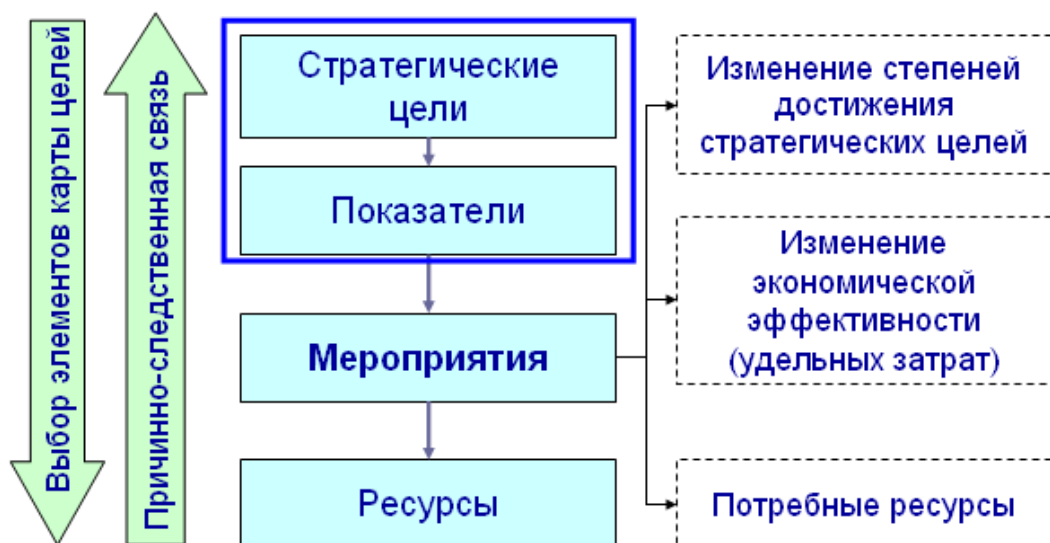 Выбор элементов карты целей
Причинно-следственная связь
Стратегические
цели
Показатели
Мероприятия
Ресурсы
Изменение степеней
достижения
стратегических целей
Изменение
экономической
эффективности
(удельных затрат)
Потребные ресурсы